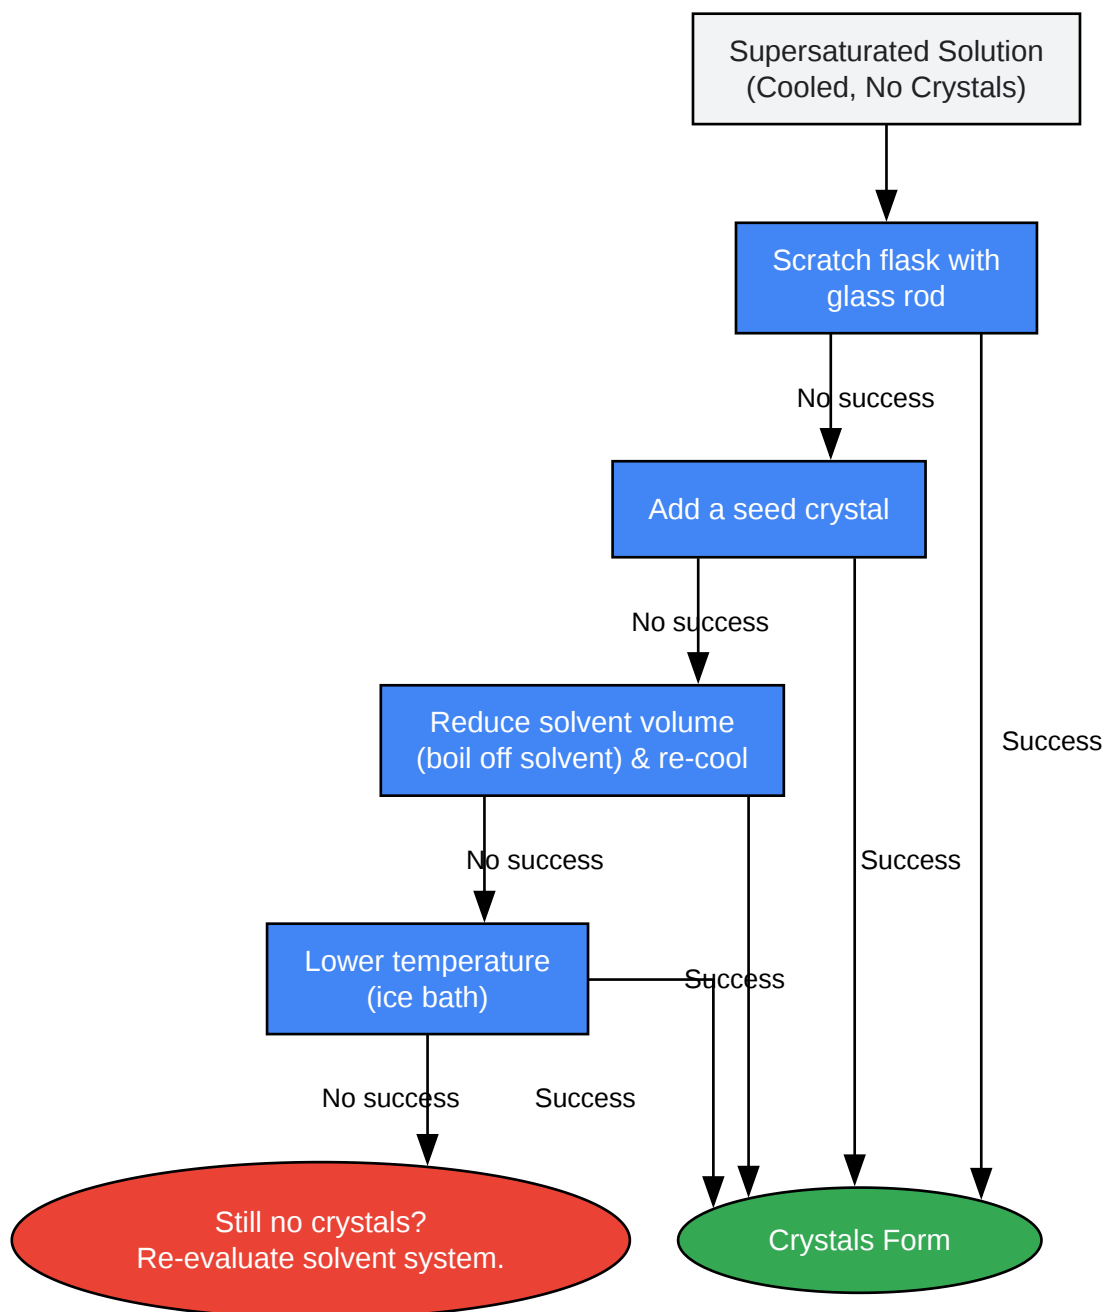 Supersaturated Solution
(Cooled, No Crystals)
Scratch flask with
glass rod
No success
Add a seed crystal
No success
Reduce solvent volume
(boil off solvent) & re-cool
Success
No success
Success
Lower temperature
(ice bath)
Success
No success
Success
Still no crystals?
Re-evaluate solvent system.
Crystals Form